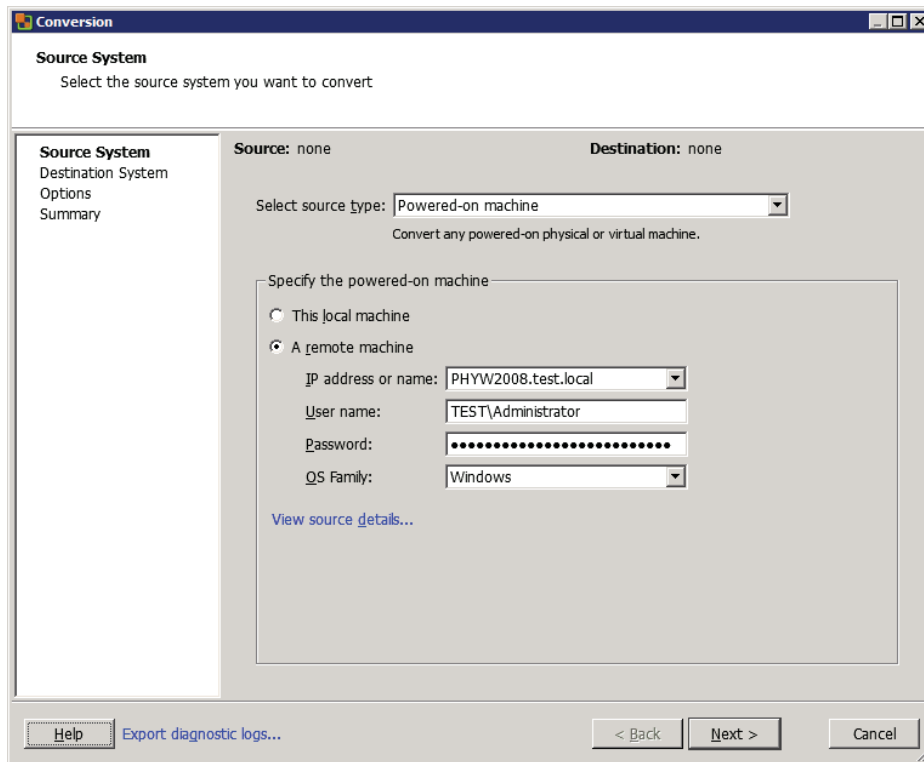 Conversion
Source System
Select the source system you want to convert
Source System
Destination System
Options
Summary
Source: none Destination: none
Select source type: Powered-on machine
Convert any powered-on physical or virtual machine.
Specify the powered-on machine
This local machine
A remote machine
IP address or name: PHYW2008.test.local
User name: TEST\Administrator
Password: ••••••••••••••••••••••••••
OS Family: Windows
View source details...
Help Export diagnostic logs... < Back Next > Cancel